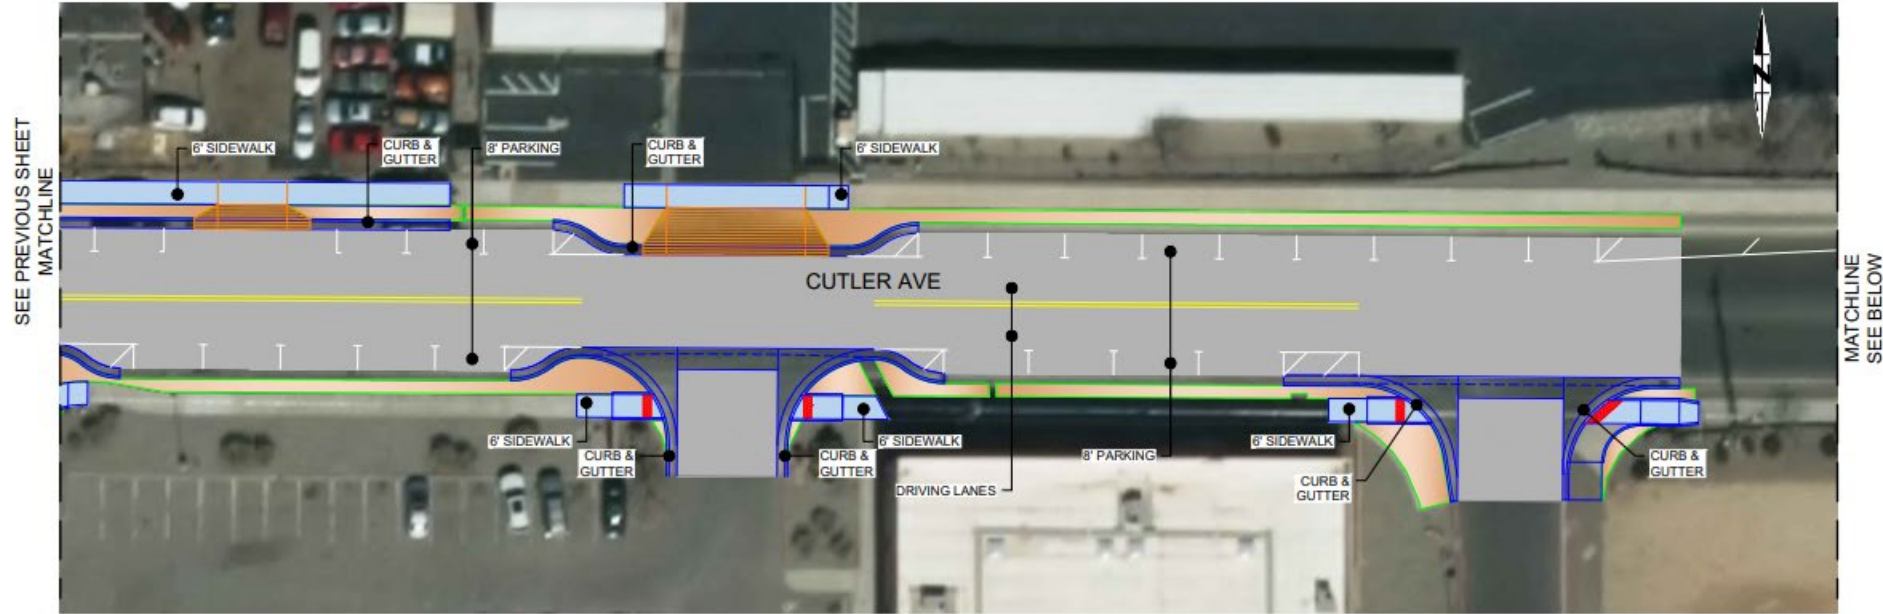 SEE PREVIOUS SHEET
MATCHLINE
6' SIDEWALK
CURB &
GUTTER
8' PARKING
CURB &
GUTTER
6' SIDEWALK
N
CUTLER AVE
MATCHLINE
SEE BELOW
6' SIDEWALK
CURB &
GUTTER
6' SIDEWALK
CURB &
GUTTER
DRIVING LANES
8' PARKING
6' SIDEWALK
CURB &
GUTTER
CURB &
GUTTER